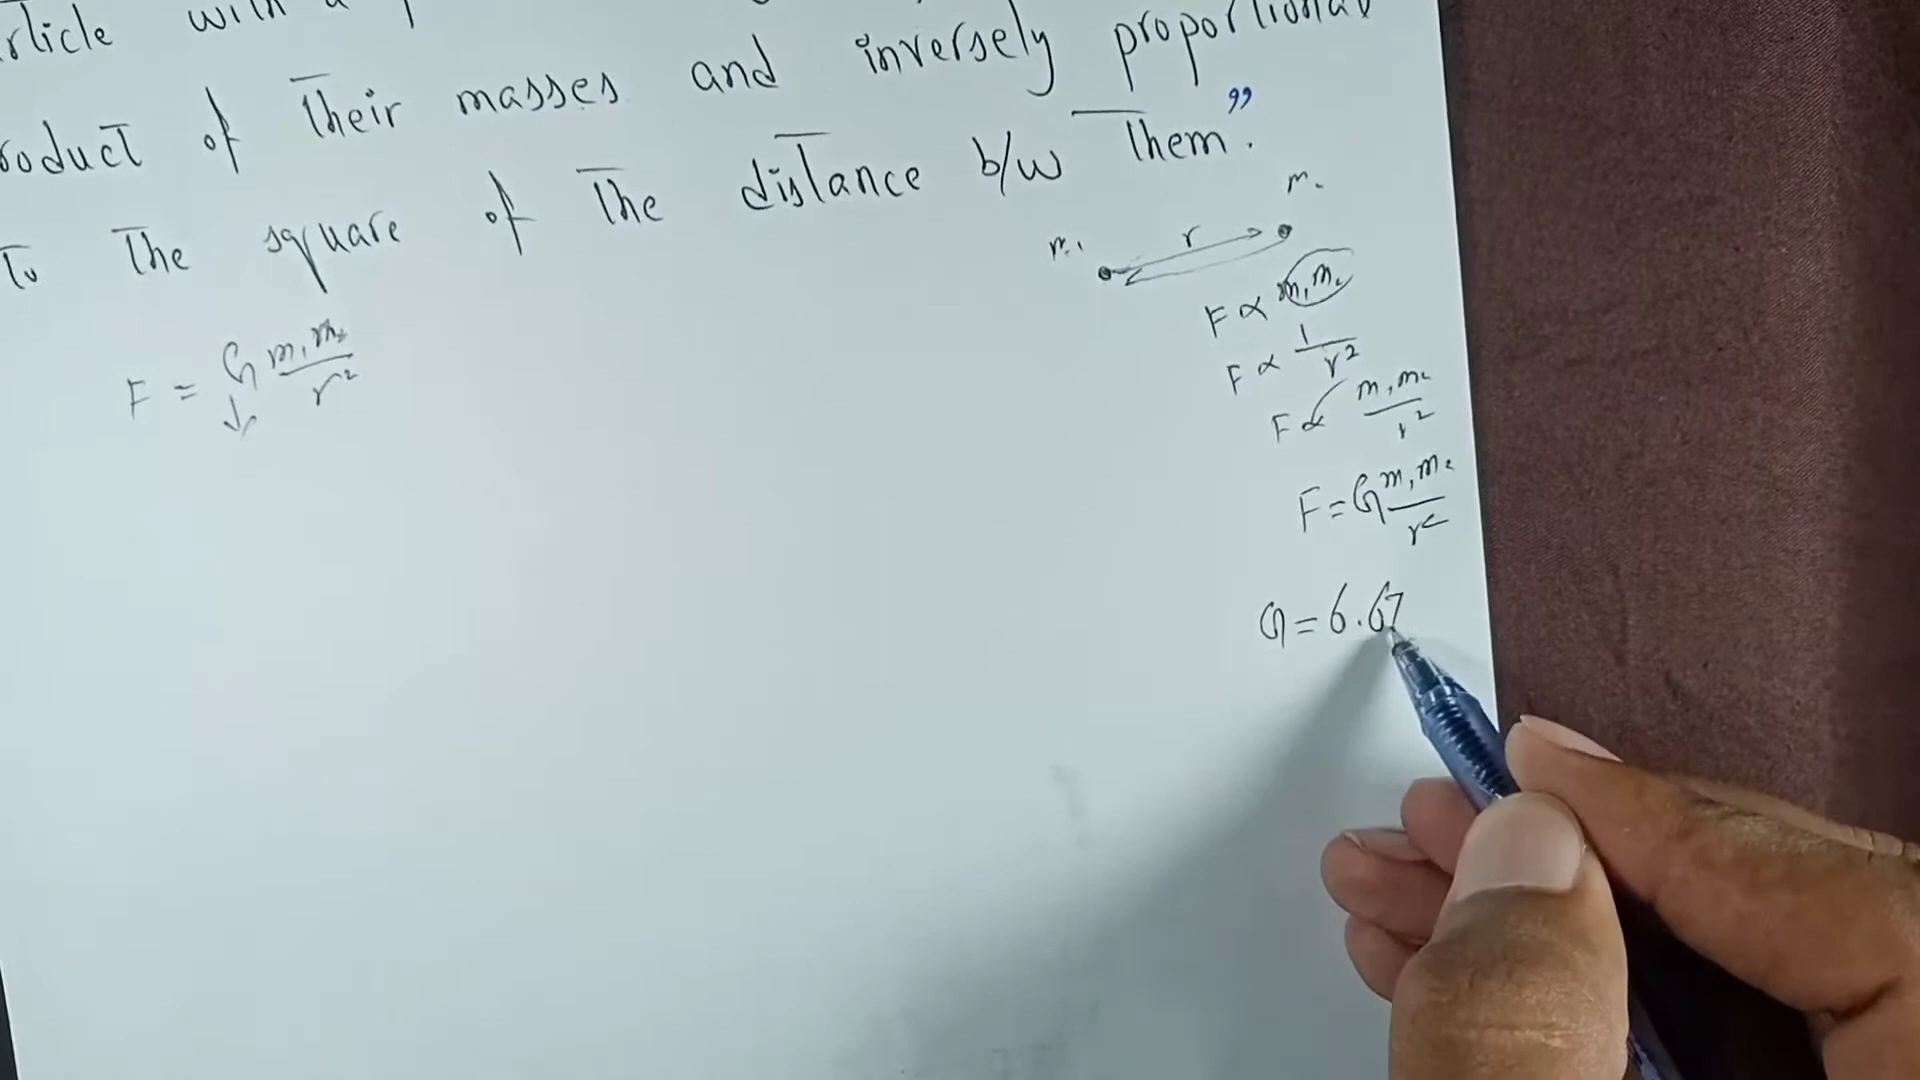 with a
product of Their masses and inversely proportional
To The square of The distance b/w Them."
m₁ r m₂
F ∝ m₁m₂
F ∝ 1/r²
F ∝ m₁m₂/r²
F = G m₁m₂/r²
F = G m₁m₂/r²
G = 6.67